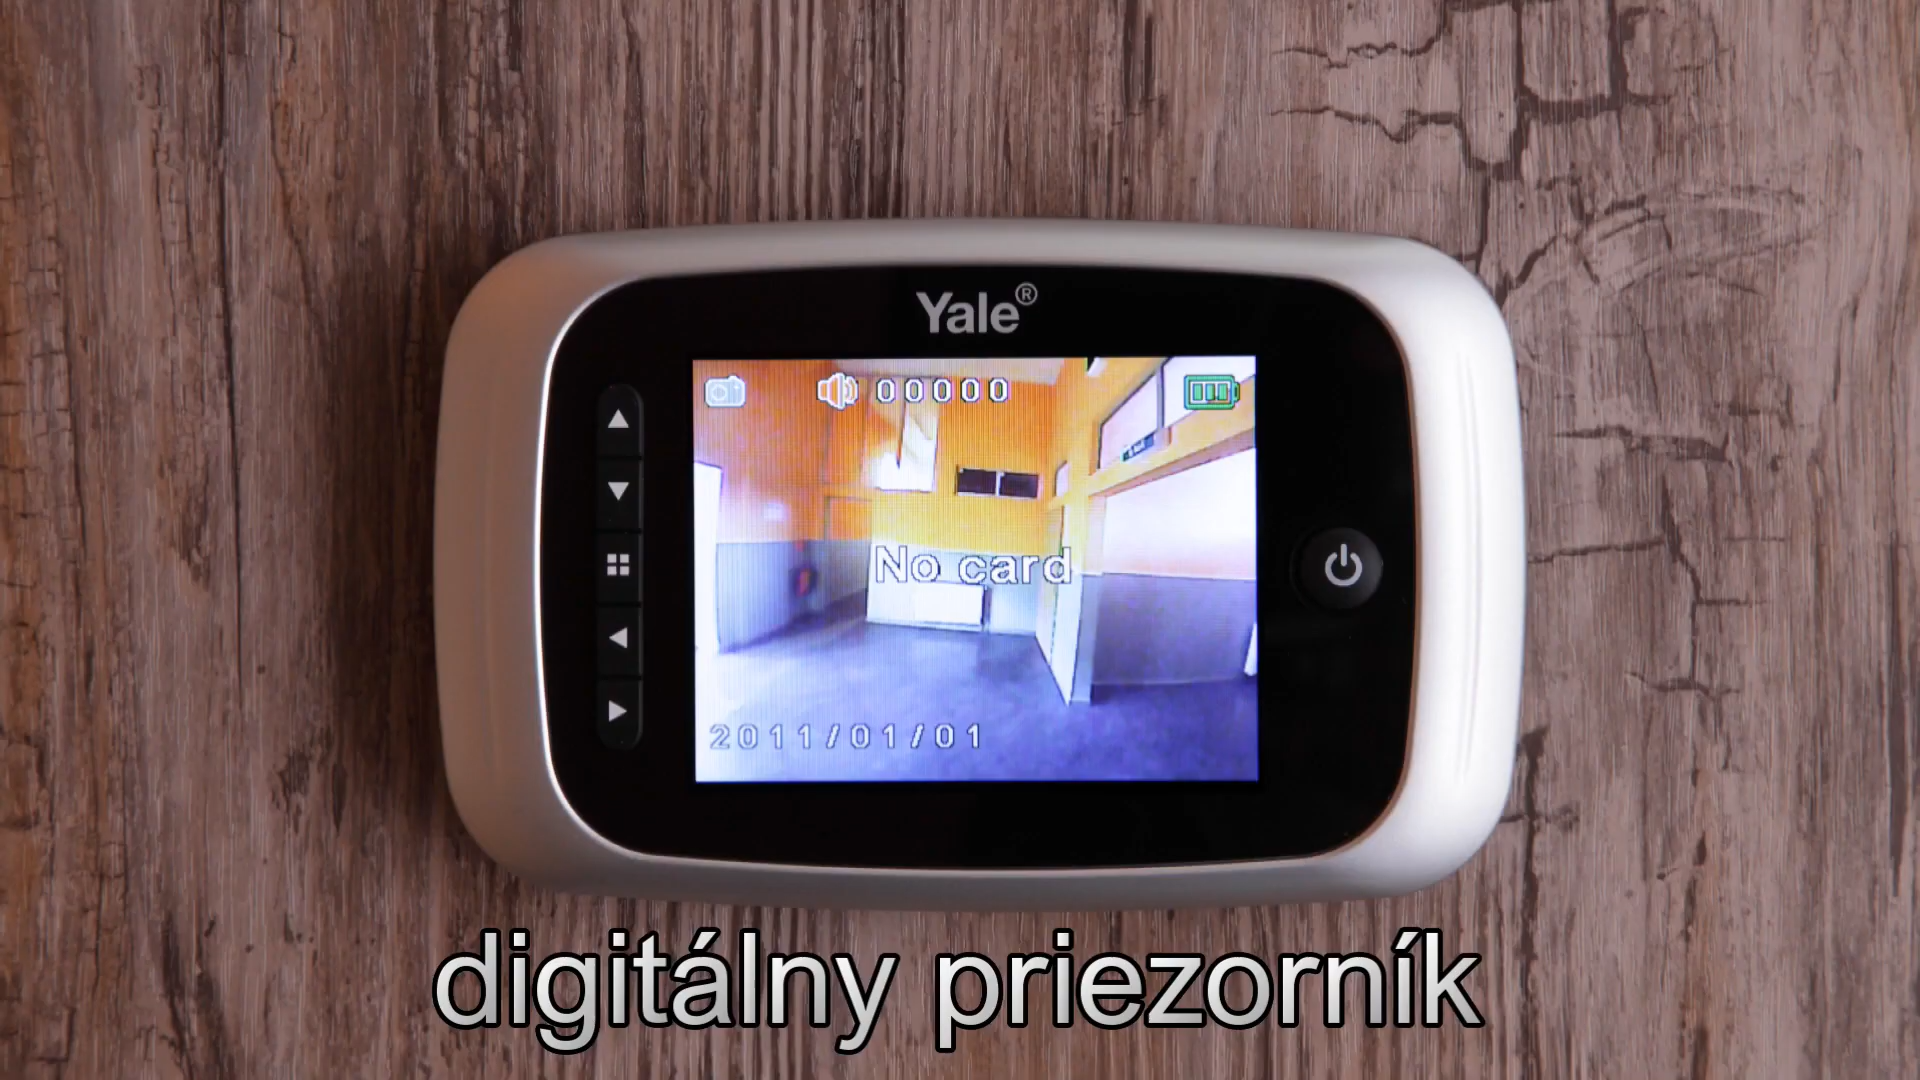 Yale®
00000
No card
2011/01/01
digitálny priezorník